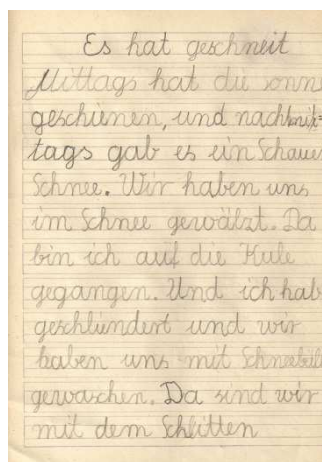 Es hat geschneit
Mittags hat die sonn
geschienen, und nachmit=
tags gab es ein Schauer
Schnee. Wir haben uns
im Schnee gewälzt. Da
bin ich auf die Kule
gegangen. Und ich hab
geschlundert und wir
haben uns mit Schneebäll
gewaschen. Da sind wir
mit dem Schlitten